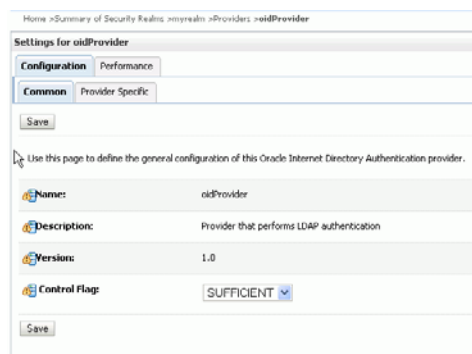 Home >Summary of Security Realms >myrealm >Providers >oidProvider
Settings for oidProvider
Configuration Performance
Common Provider Specific
Save
Use this page to define the general configuration of this Oracle Internet Directory Authentication provider.
Name: oidProvider
Description: Provider that performs LDAP authentication
Version: 1.0
Control Flag: SUFFICIENT
Save